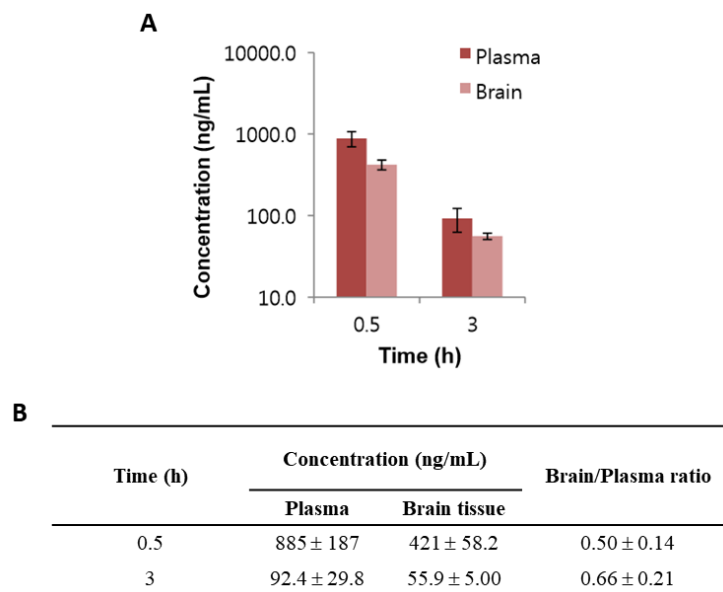 A
Concentration (ng/mL)
10000.0
1000.0
100.0
10.0
Plasma
Brain
0.5 3
Time (h)
B
Time (h) Concentration (ng/mL) Brain/Plasma ratio
Plasma Brain tissue
0.5 885 ± 187 421 ± 58.2 0.50 ± 0.14
3 92.4 ± 29.8 55.9 ± 5.00 0.66 ± 0.21